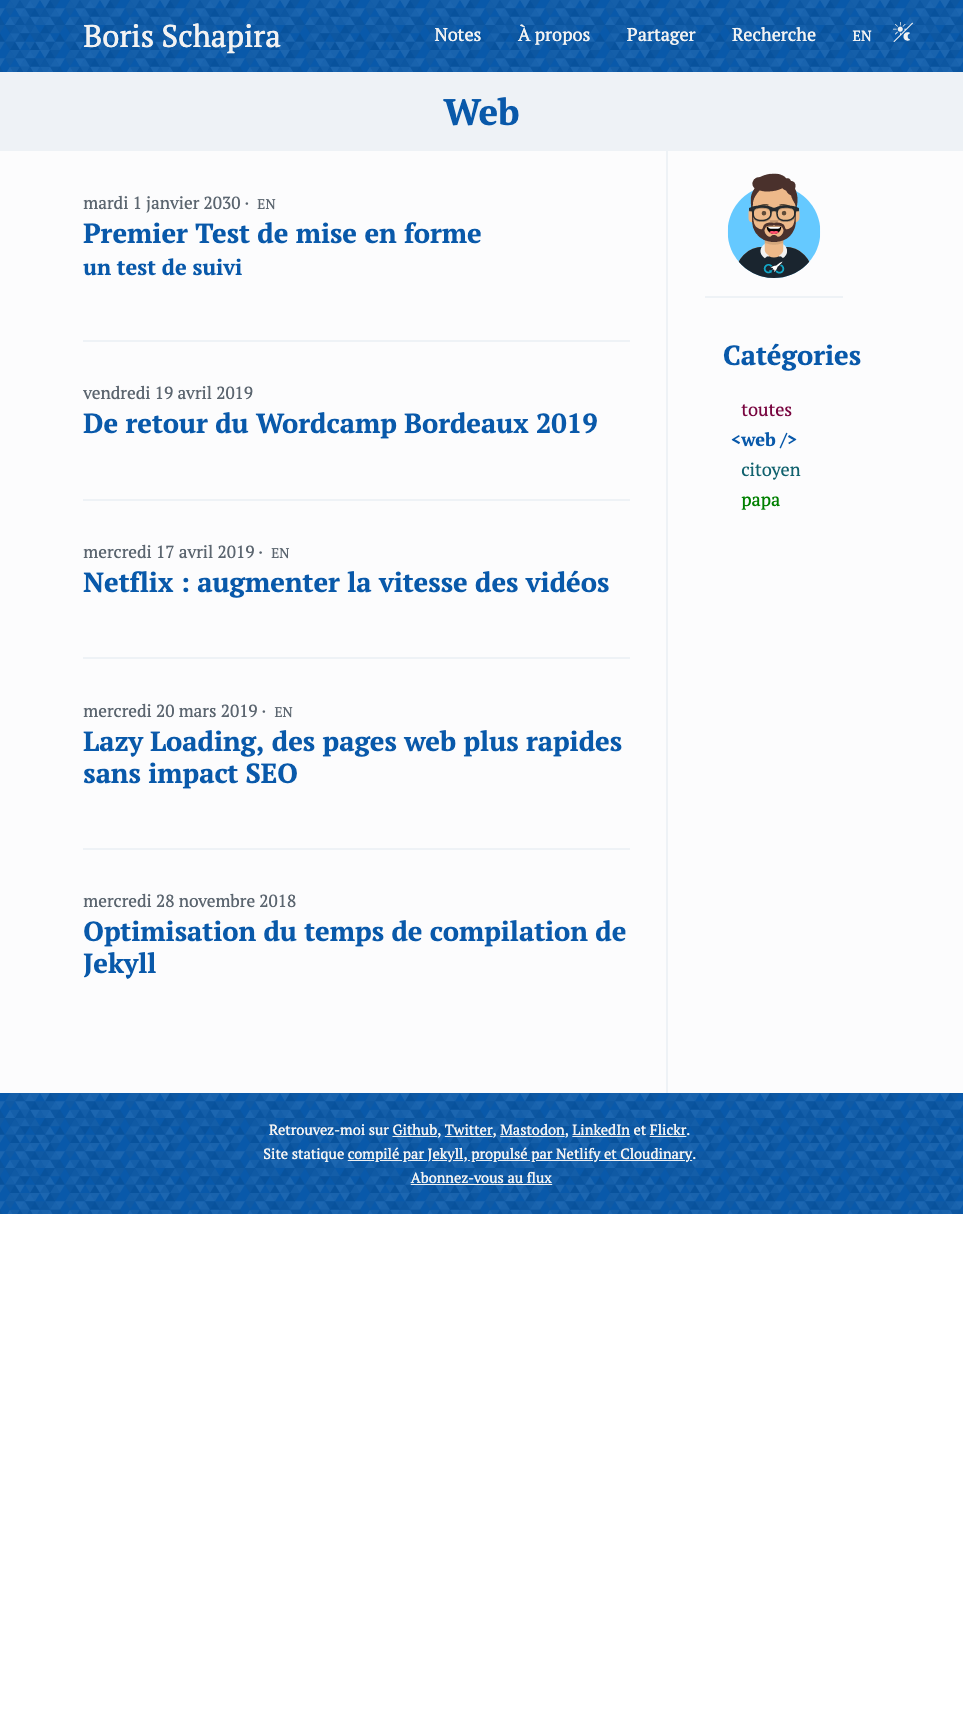 Boris Schapira
Notes
À propos
Partager
Recherche
EN
Web
mardi 1 janvier 2030 · EN
Premier Test de mise en forme
un test de suivi
vendredi 19 avril 2019
De retour du Wordcamp Bordeaux 2019
mercredi 17 avril 2019 · EN
Netflix : augmenter la vitesse des vidéos
mercredi 20 mars 2019 · EN
Lazy Loading, des pages web plus rapides
sans impact SEO
mercredi 28 novembre 2018
Optimisation du temps de compilation de
Jekyll
Catégories
toutes
<web />
citoyen
papa
Retrouvez-moi sur Github, Twitter, Mastodon, LinkedIn et Flickr.
Site statique compilé par Jekyll, propulsé par Netlify et Cloudinary.
Abonnez-vous au flux